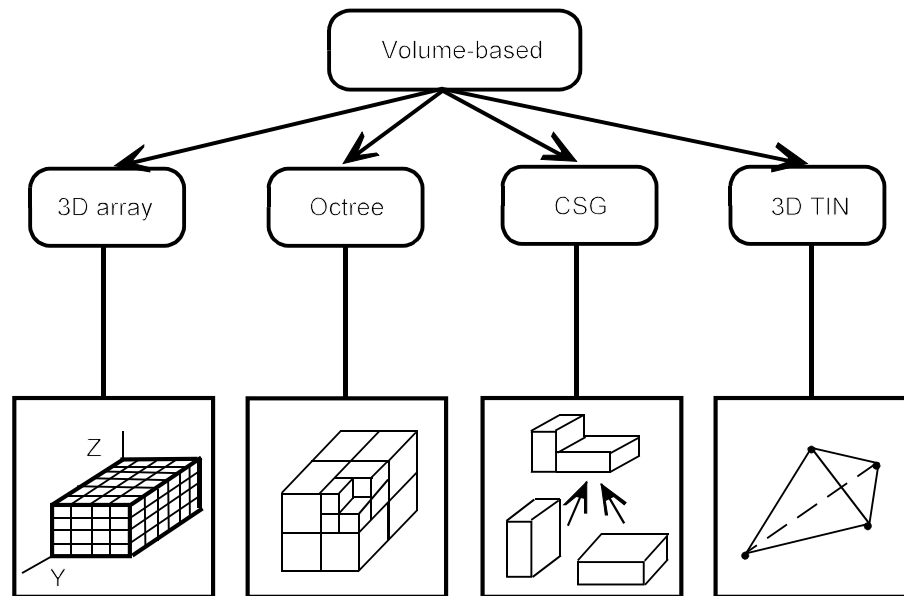 Volume-based
3D array
Octree
CSG
3D TIN
Z
Y